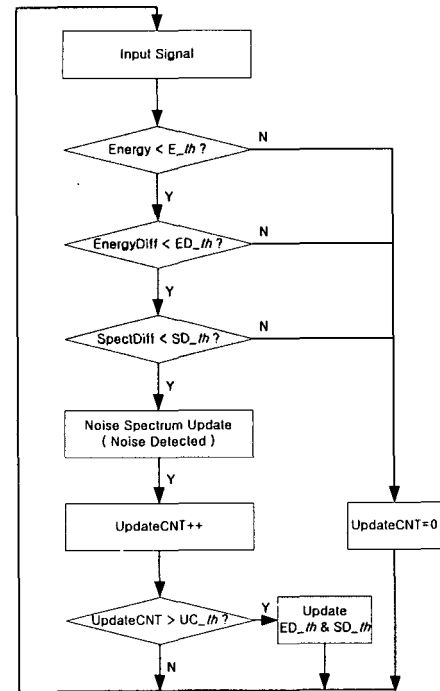 Input Signal
Energy < E_th ?
N
Y
EnergyDiff < ED_th ?
N
Y
SpectDiff < SD_th ?
N
Y
Noise Spectrum Update
( Noise Detected )
Y
UpdateCNT++
UpdateCNT=0
UpdateCNT > UC_th ?
Y
Update
ED_th & SD_th
N